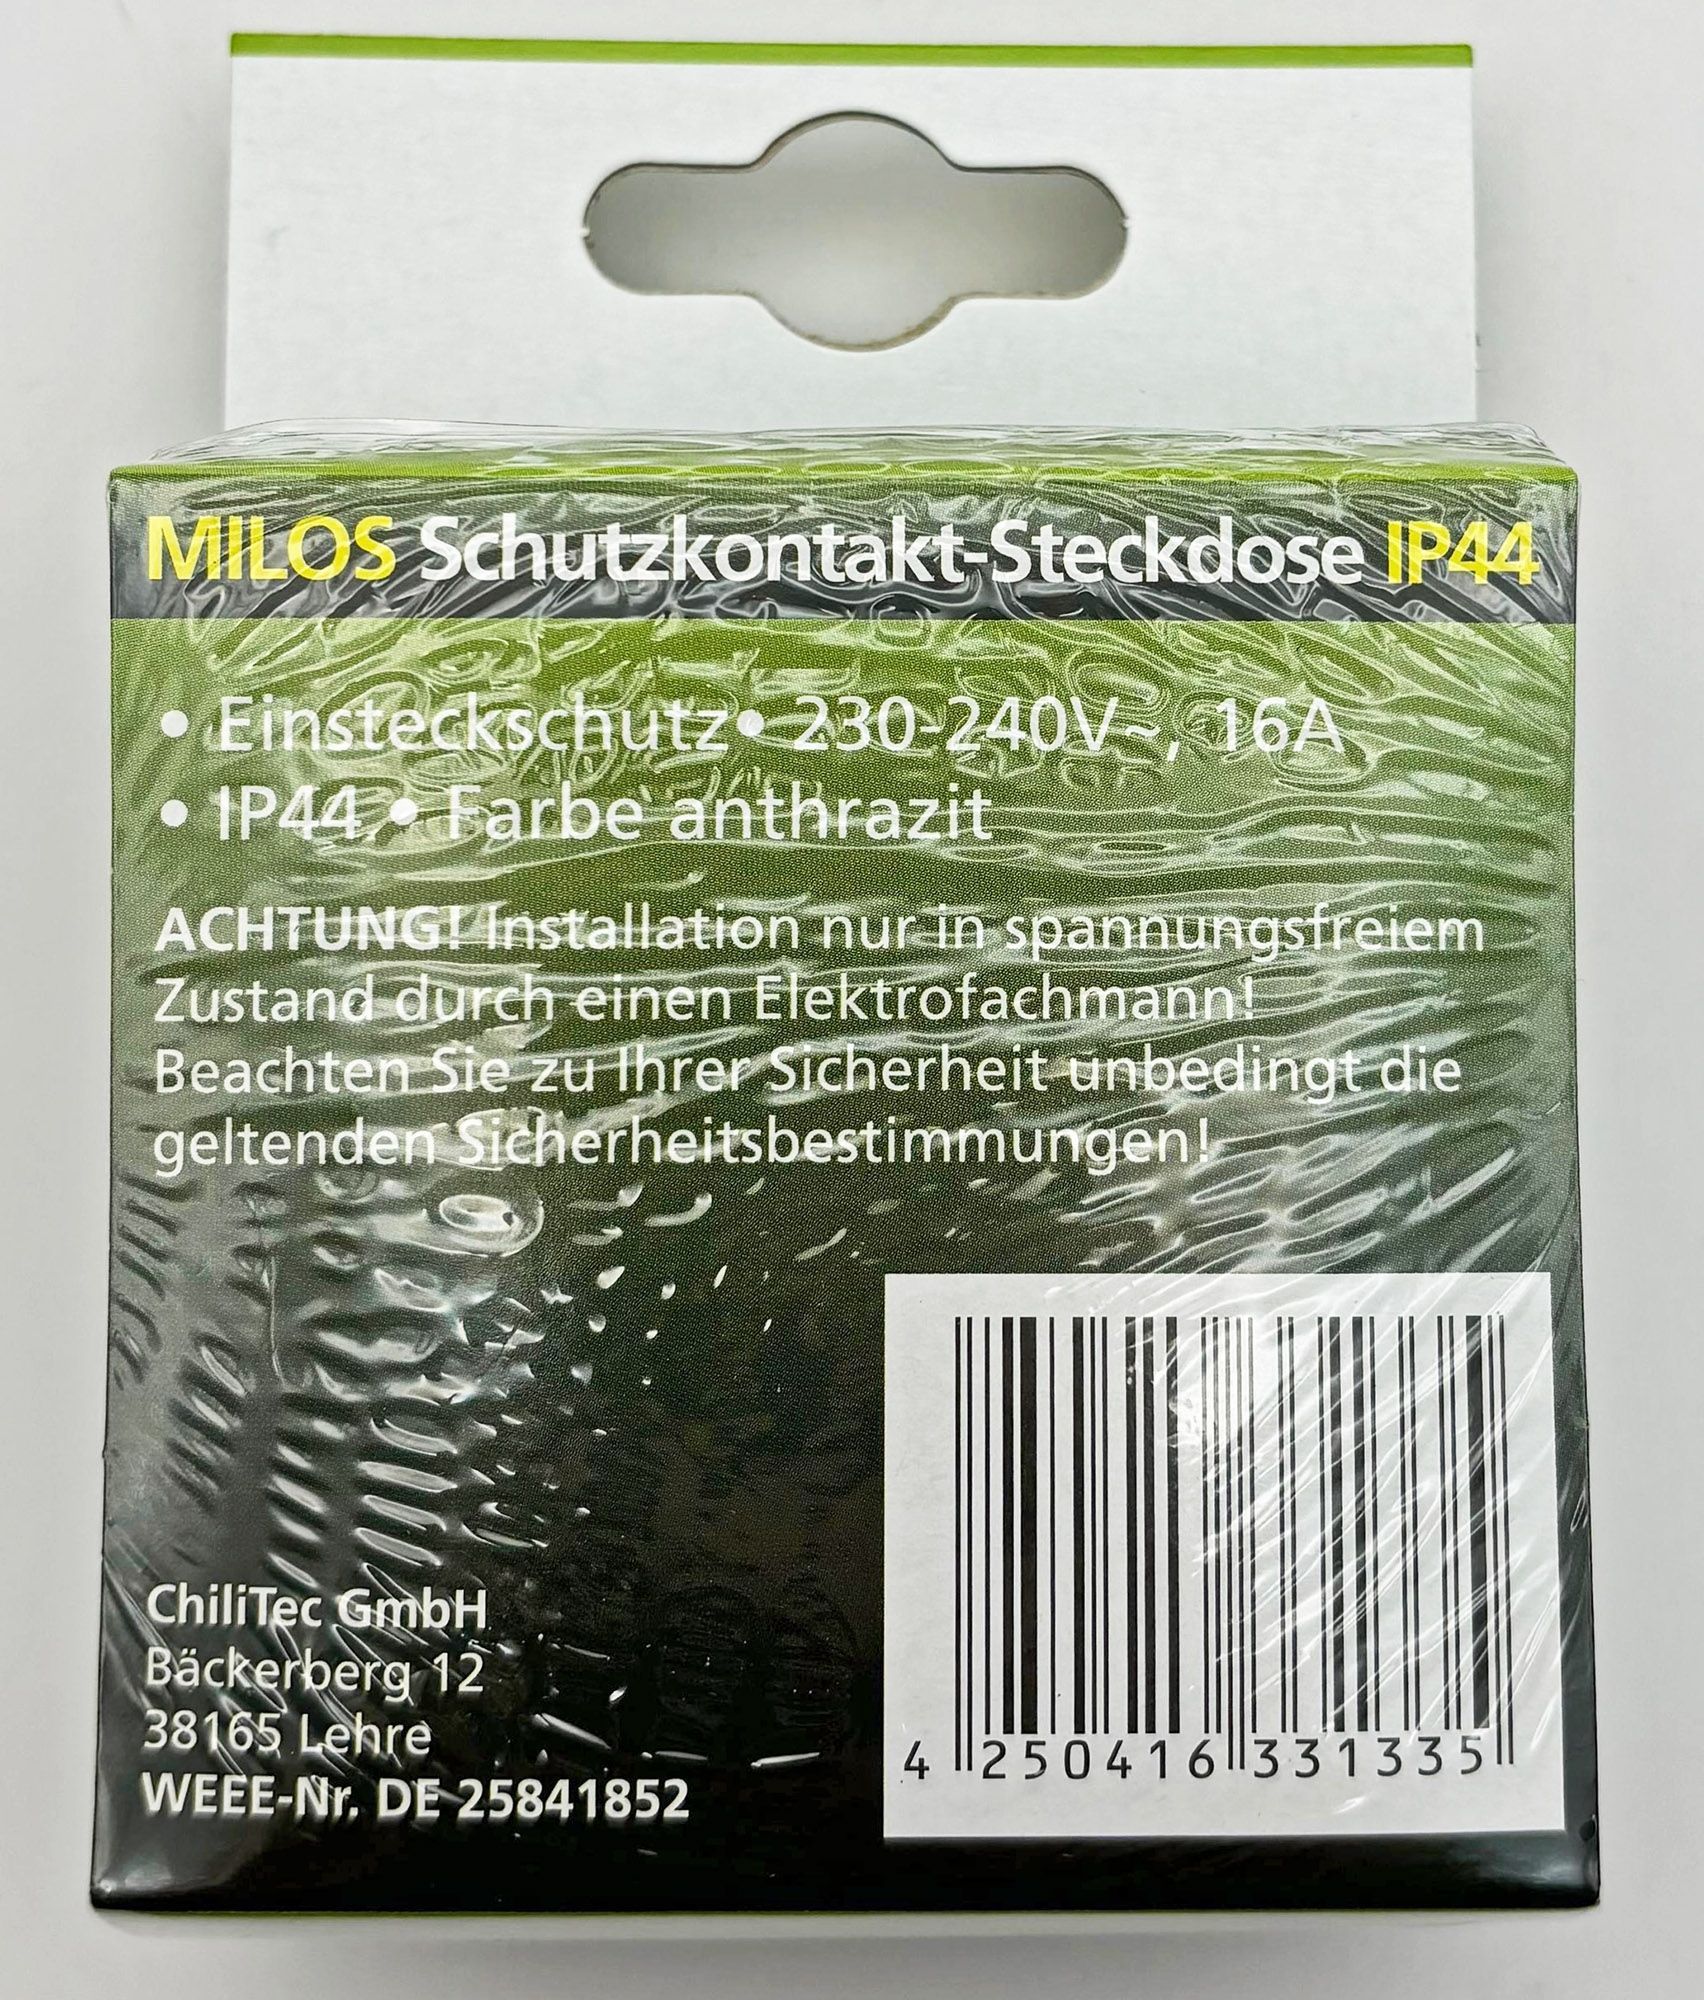 MILOS Schutzkontakt-Steckdose IP44
• Einsteckschutz • 230-240V~, 16A
• IP44 • Farbe anthrazit
ACHTUNG! Installation nur in spannungsfreiem
Zustand durch einen Elektrofachmann!
Beachten Sie zu Ihrer Sicherheit unbedingt die
geltenden Sicherheitsbestimmungen!
ChiliTec GmbH
Bäckerberg 12
38165 Lehre
WEEE-Nr. DE 25841852
4 250416 331335